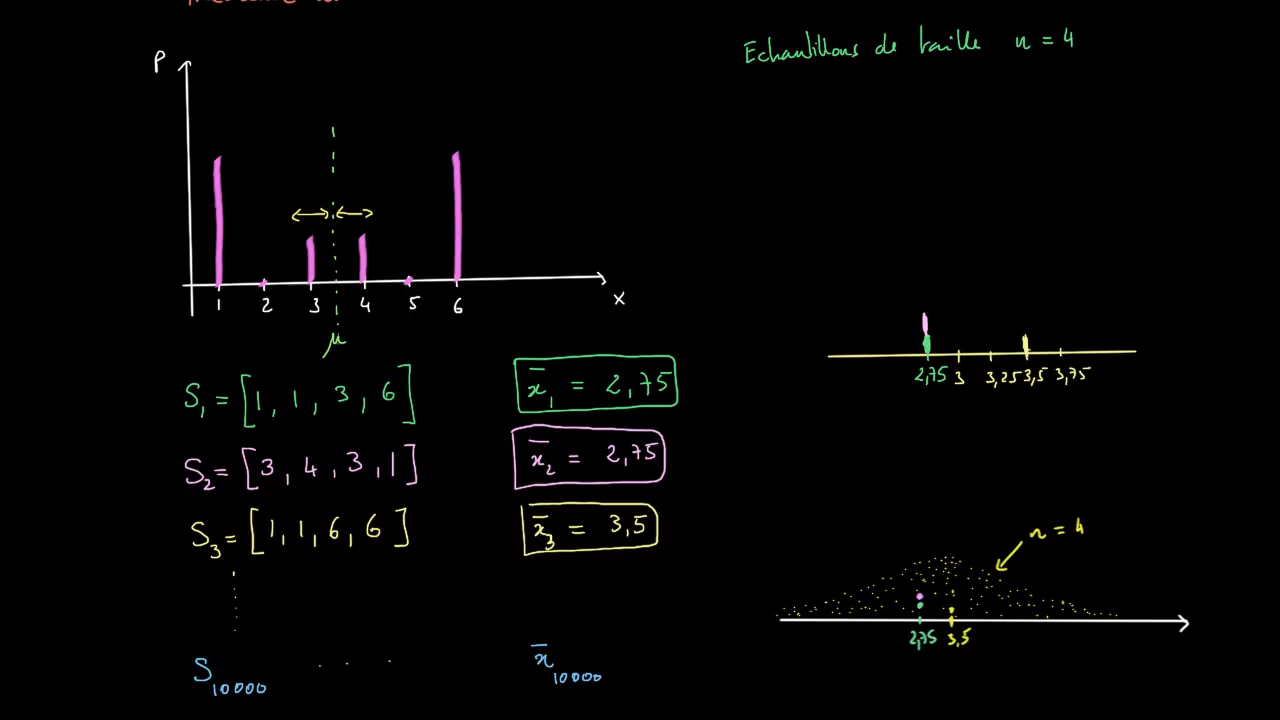 Echantillons de taille n = 4
P
1 2 3 4 5 6
x
μ
2,75 3 3,25 3,5 3,75
S₁ = [1, 1, 3, 6]
x̄₁ = 2,75
S₂ = [3, 4, 3, 1]
x̄₂ = 2,75
S₃ = [1, 1, 6, 6]
x̄₃ = 3,5
n = 4
2,75 3,5
S₁₀₀₀₀ . . .
x̄₁₀₀₀₀